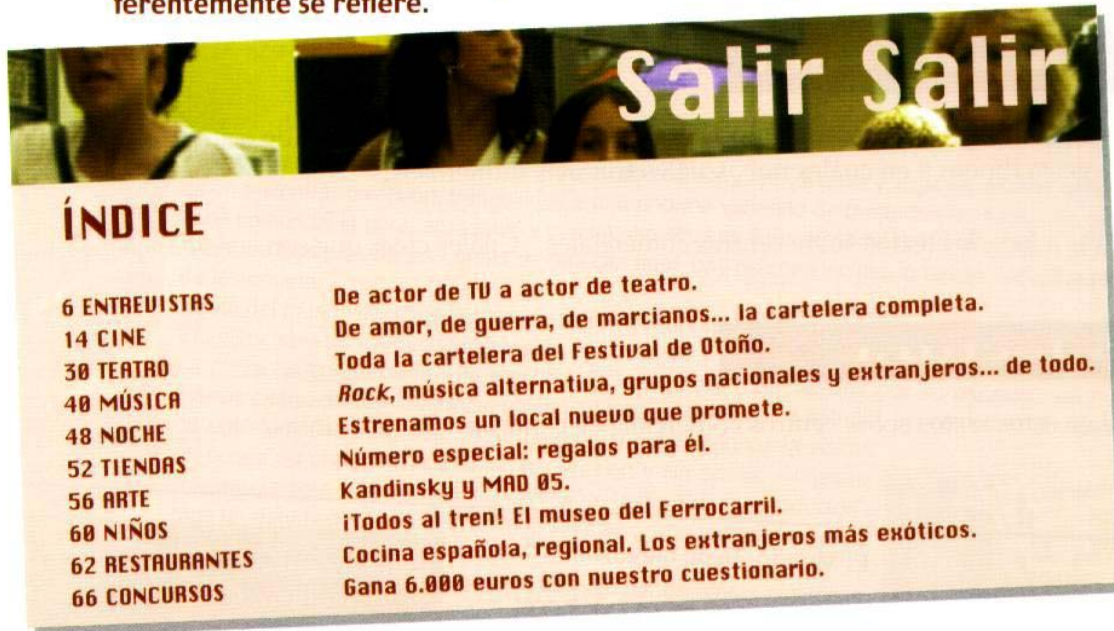 ferentemente se refiere.
Salir Salir
ÍNDICE
6 ENTREVISTAS De actor de TV a actor de teatro.
14 CINE De amor, de guerra, de marcianos... la cartelera completa.
30 TEATRO Toda la cartelera del Festival de Otoño.
40 MÚSICA Rock, música alternativa, grupos nacionales y extranjeros... de todo.
48 NOCHE Estrenamos un local nuevo que promete.
52 TIENDAS Número especial: regalos para él.
56 ARTE Kandinsky y MAD 05.
60 NIÑOS ¡Todos al tren! El museo del Ferrocarril.
62 RESTAURANTES Cocina española, regional. Los extranjeros más exóticos.
66 CONCURSOS Gana 6.000 euros con nuestro cuestionario.